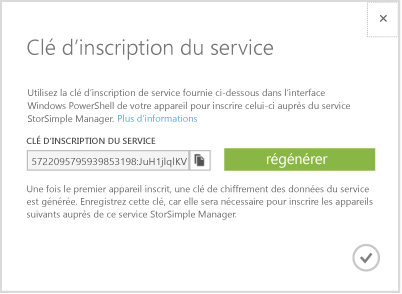 Clé d'inscription du service
Utilisez la clé d'inscription de service fournie ci-dessous dans l'interface
Windows PowerShell de votre appareil pour inscrire celui-ci auprès du service
StorSimple Manager. Plus d'informations
CLÉ D'INSCRIPTION DU SERVICE
5722095795939853198:JuH1jlqlKV
régénérer
Une fois le premier appareil inscrit, une clé de chiffrement des données du service
est générée. Enregistrez cette clé, car elle sera nécessaire pour inscrire les appareils
suivants auprès de ce service StorSimple Manager.